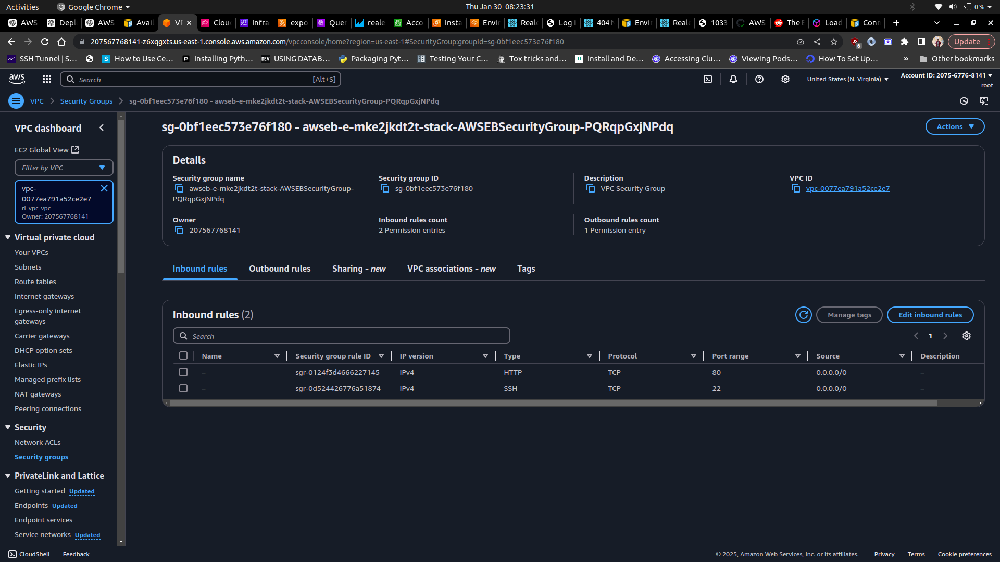 Activities
Google Chrome
Thu Jan 30 08:23:31
0 %
AWS
Depl
AWS
Avail
VP
Clou
Infra
expo
Quer
reale
Acco
Insta
Envir
Reale
Log i
404 N
Envir
Reale
1033
AWS
The E
Load
Conn
207567768141-z6xqgxts.us-east-1.console.aws.amazon.com/vpcconsole/home?region=us-east-1#SecurityGroup:groupId=sg-0bf1eec573e76f180
6
Update
SSH Tunnel | S...
How to Use Ce...
Installing Pyth...
DEV
USING DATAB...
Packaging Pyt...
Testing Your C...
Tox tricks and...
UT
Install and De...
Accessing Clu...
Viewing Pods...
How To Set Up...
»
Other bookmarks
aws
Search
[Alt+S]
United States (N. Virginia)
Account ID: 2075-6776-8141
root
VPC
Security Groups
sg-0bf1eec573e76f180 - awseb-e-mke2jkdt2t-stack-AWSEBSecurityGroup-PQRqpGxjNPdq
VPC dashboard
EC2 Global View
Filter by VPC
vpc-
0077ea791a52ce2e7
rl-vpc-vpc
Owner: 207567768141
Virtual private cloud
Your VPCs
Subnets
Route tables
Internet gateways
Egress-only internet
gateways
Carrier gateways
DHCP option sets
Elastic IPs
Managed prefix lists
NAT gateways
Peering connections
Security
Network ACLs
Security groups
PrivateLink and Lattice
Getting started Updated
Endpoints Updated
Endpoint services
Service networks Updated
sg-0bf1eec573e76f180 - awseb-e-mke2jkdt2t-stack-AWSEBSecurityGroup-PQRqpGxjNPdq
Actions
Details
Security group name
awseb-e-mke2jkdt2t-stack-AWSEBSecurityGroup-
PQRqpGxjNPdq
Security group ID
sg-0bf1eec573e76f180
Description
VPC Security Group
VPC ID
vpc-0077ea791a52ce2e7
Owner
207567768141
Inbound rules count
2 Permission entries
Outbound rules count
1 Permission entry
Inbound rules
Outbound rules
Sharing - new
VPC associations - new
Tags
Inbound rules (2)
Manage tags
Edit inbound rules
Search
1
Name Security group rule ID IP version Type Protocol Port range Source Description
– sgr-0124f3d4666227145 IPv4 HTTP TCP 80 0.0.0.0/0 –
– sgr-0d524426776a51874 IPv4 SSH TCP 22 0.0.0.0/0 –
CloudShell
Feedback
© 2025, Amazon Web Services, Inc. or its affiliates.
Privacy
Terms
Cookie preferences